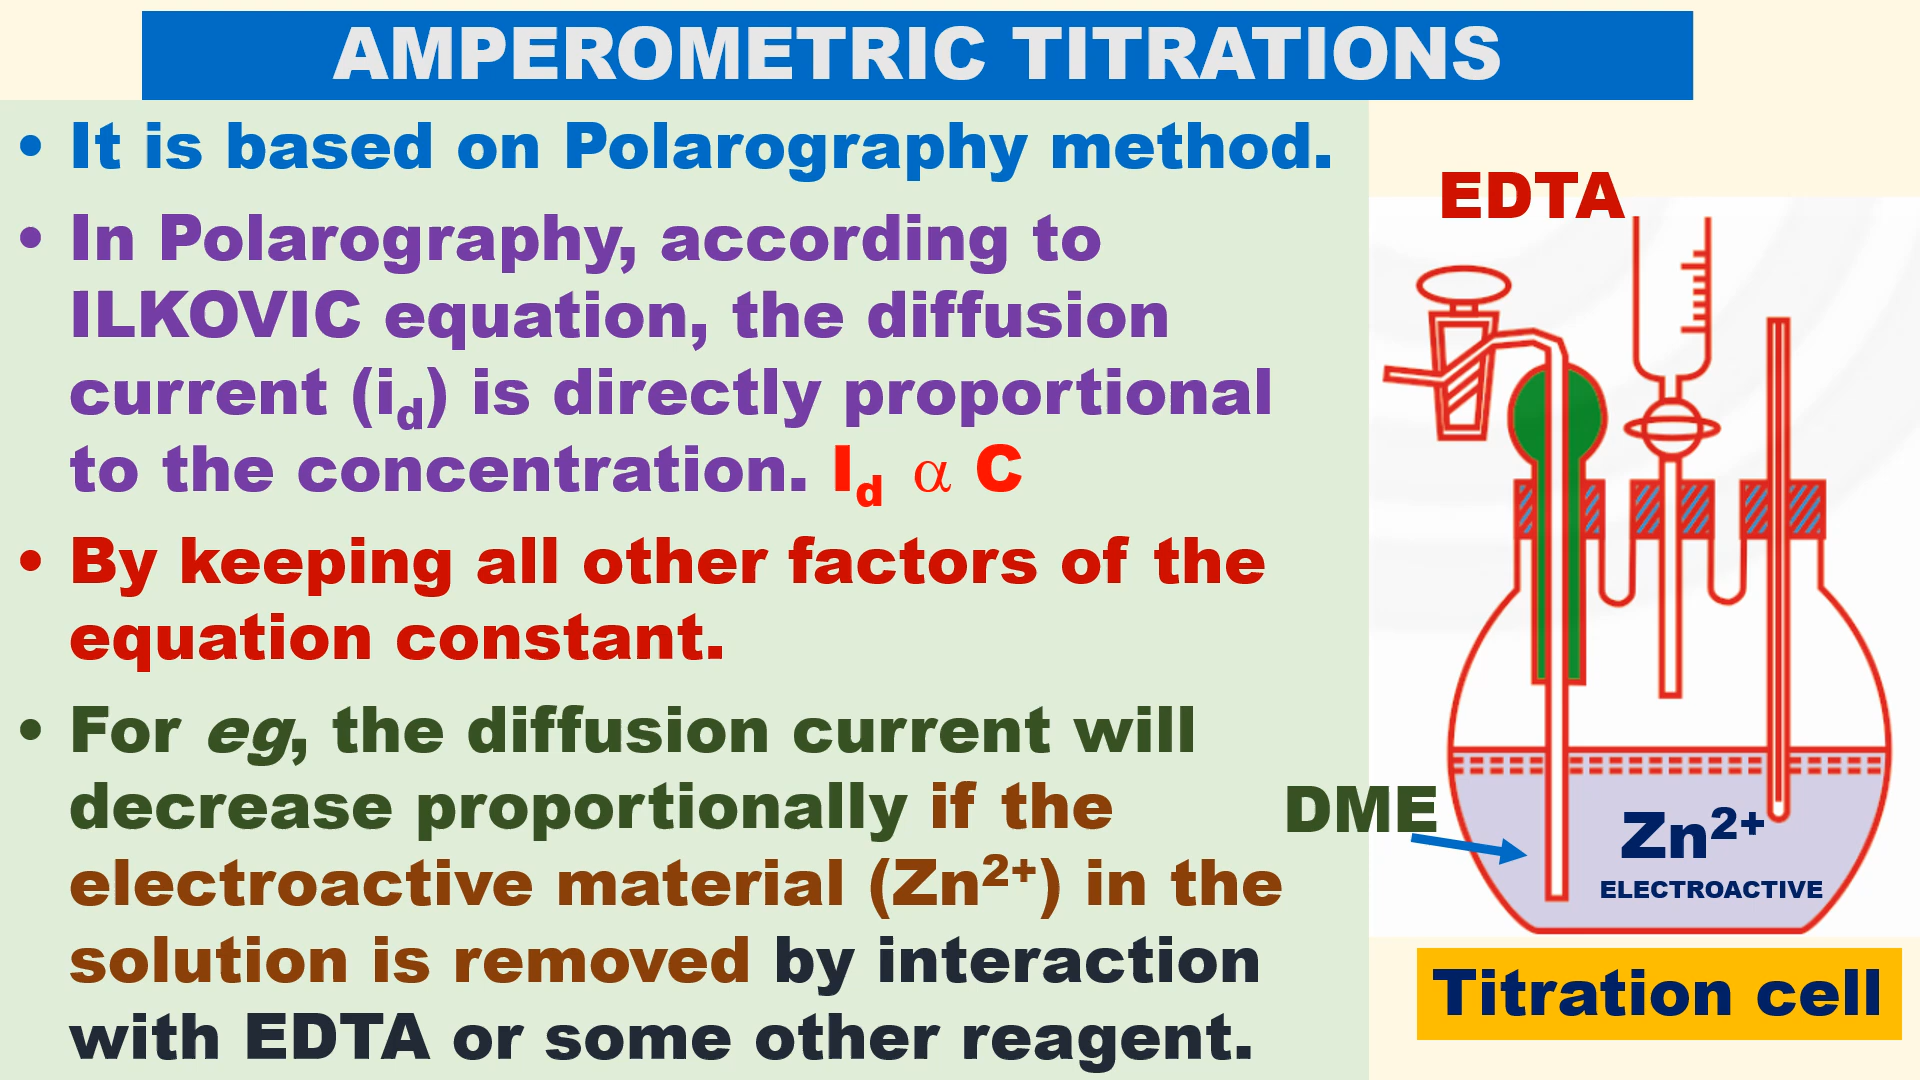 AMPEROMETRIC TITRATIONS
• It is based on Polarography method.
• In Polarography, according to
ILKOVIC equation, the diffusion
current (i_d) is directly proportional
to the concentration. I_d α C
• By keeping all other factors of the
equation constant.
• For eg, the diffusion current will
decrease proportionally if the
electroactive material (Zn²⁺) in the
solution is removed by interaction
with EDTA or some other reagent.
EDTA
DME
Zn²⁺
ELECTROACTIVE
Titration cell